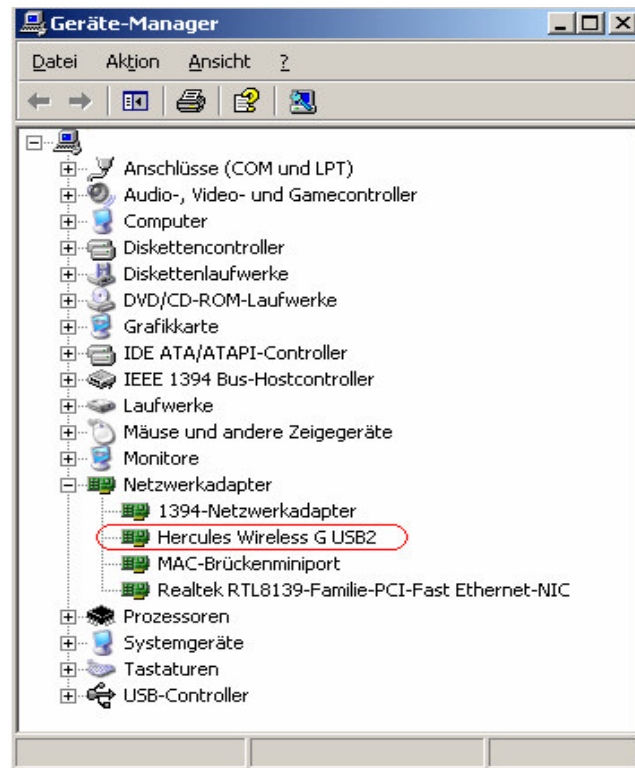 Geräte-Manager
Datei Aktion Ansicht ?
Anschlüsse (COM und LPT)
Audio-, Video- und Gamecontroller
Computer
Diskettencontroller
Diskettenlaufwerke
DVD/CD-ROM-Laufwerke
Grafikkarte
IDE ATA/ATAPI-Controller
IEEE 1394 Bus-Hostcontroller
Laufwerke
Mäuse und andere Zeigegeräte
Monitore
Netzwerkadapter
1394-Netzwerkadapter
Hercules Wireless G USB2
MAC-Brückenminiport
Realtek RTL8139-Familie-PCI-Fast Ethernet-NIC
Prozessoren
Systemgeräte
Tastaturen
USB-Controller